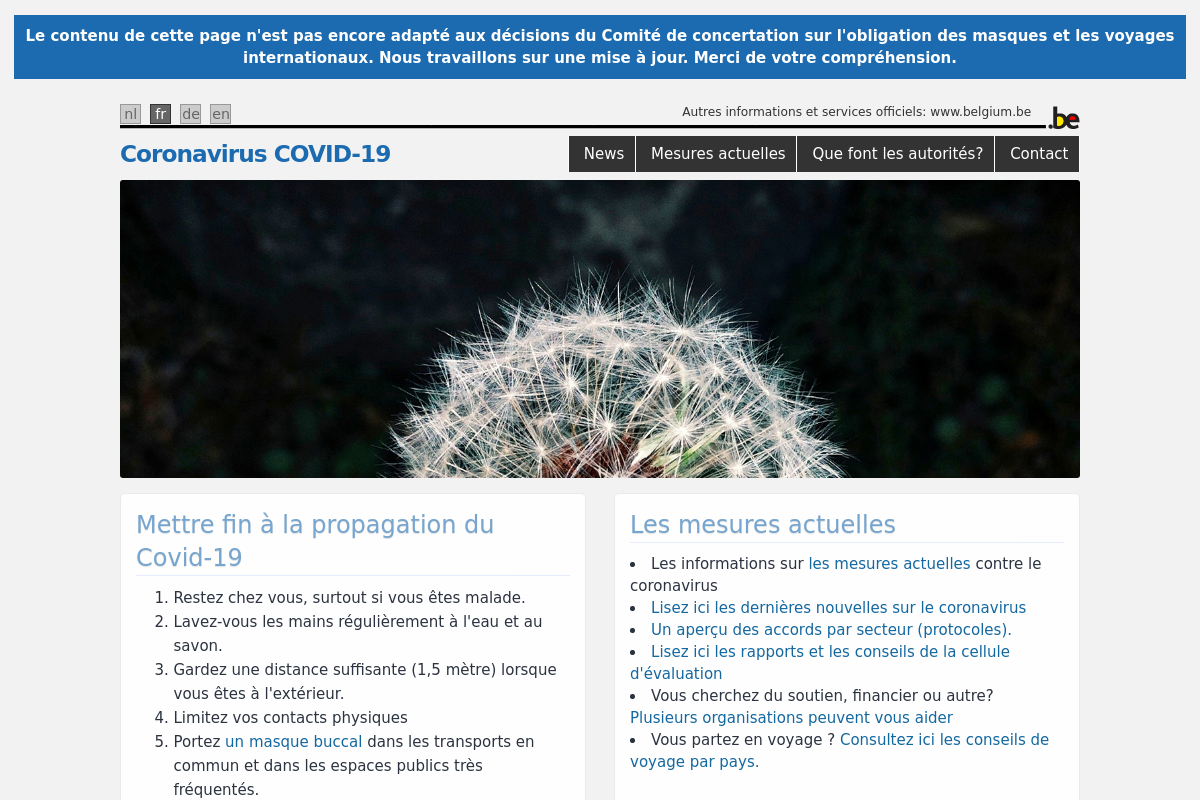 Le contenu de cette page n'est pas encore adapté aux décisions du Comité de concertation sur l'obligation des masques et les voyages
internationaux. Nous travaillons sur une mise à jour. Merci de votre compréhension.
nl fr de en
Autres informations et services officiels: www.belgium.be
.be
Coronavirus COVID-19
News Mesures actuelles Que font les autorités? Contact
Mettre fin à la propagation du
Covid-19
1. Restez chez vous, surtout si vous êtes malade.
2. Lavez-vous les mains régulièrement à l'eau et au
savon.
3. Gardez une distance suffisante (1,5 mètre) lorsque
vous êtes à l'extérieur.
4. Limitez vos contacts physiques
5. Portez un masque buccal dans les transports en
commun et dans les espaces publics très
fréquentés.
Les mesures actuelles
• Les informations sur les mesures actuelles contre le
coronavirus
• Lisez ici les dernières nouvelles sur le coronavirus
• Un aperçu des accords par secteur (protocoles).
• Lisez ici les rapports et les conseils de la cellule
d'évaluation
• Vous cherchez du soutien, financier ou autre?
Plusieurs organisations peuvent vous aider
• Vous partez en voyage ? Consultez ici les conseils de
voyage par pays.